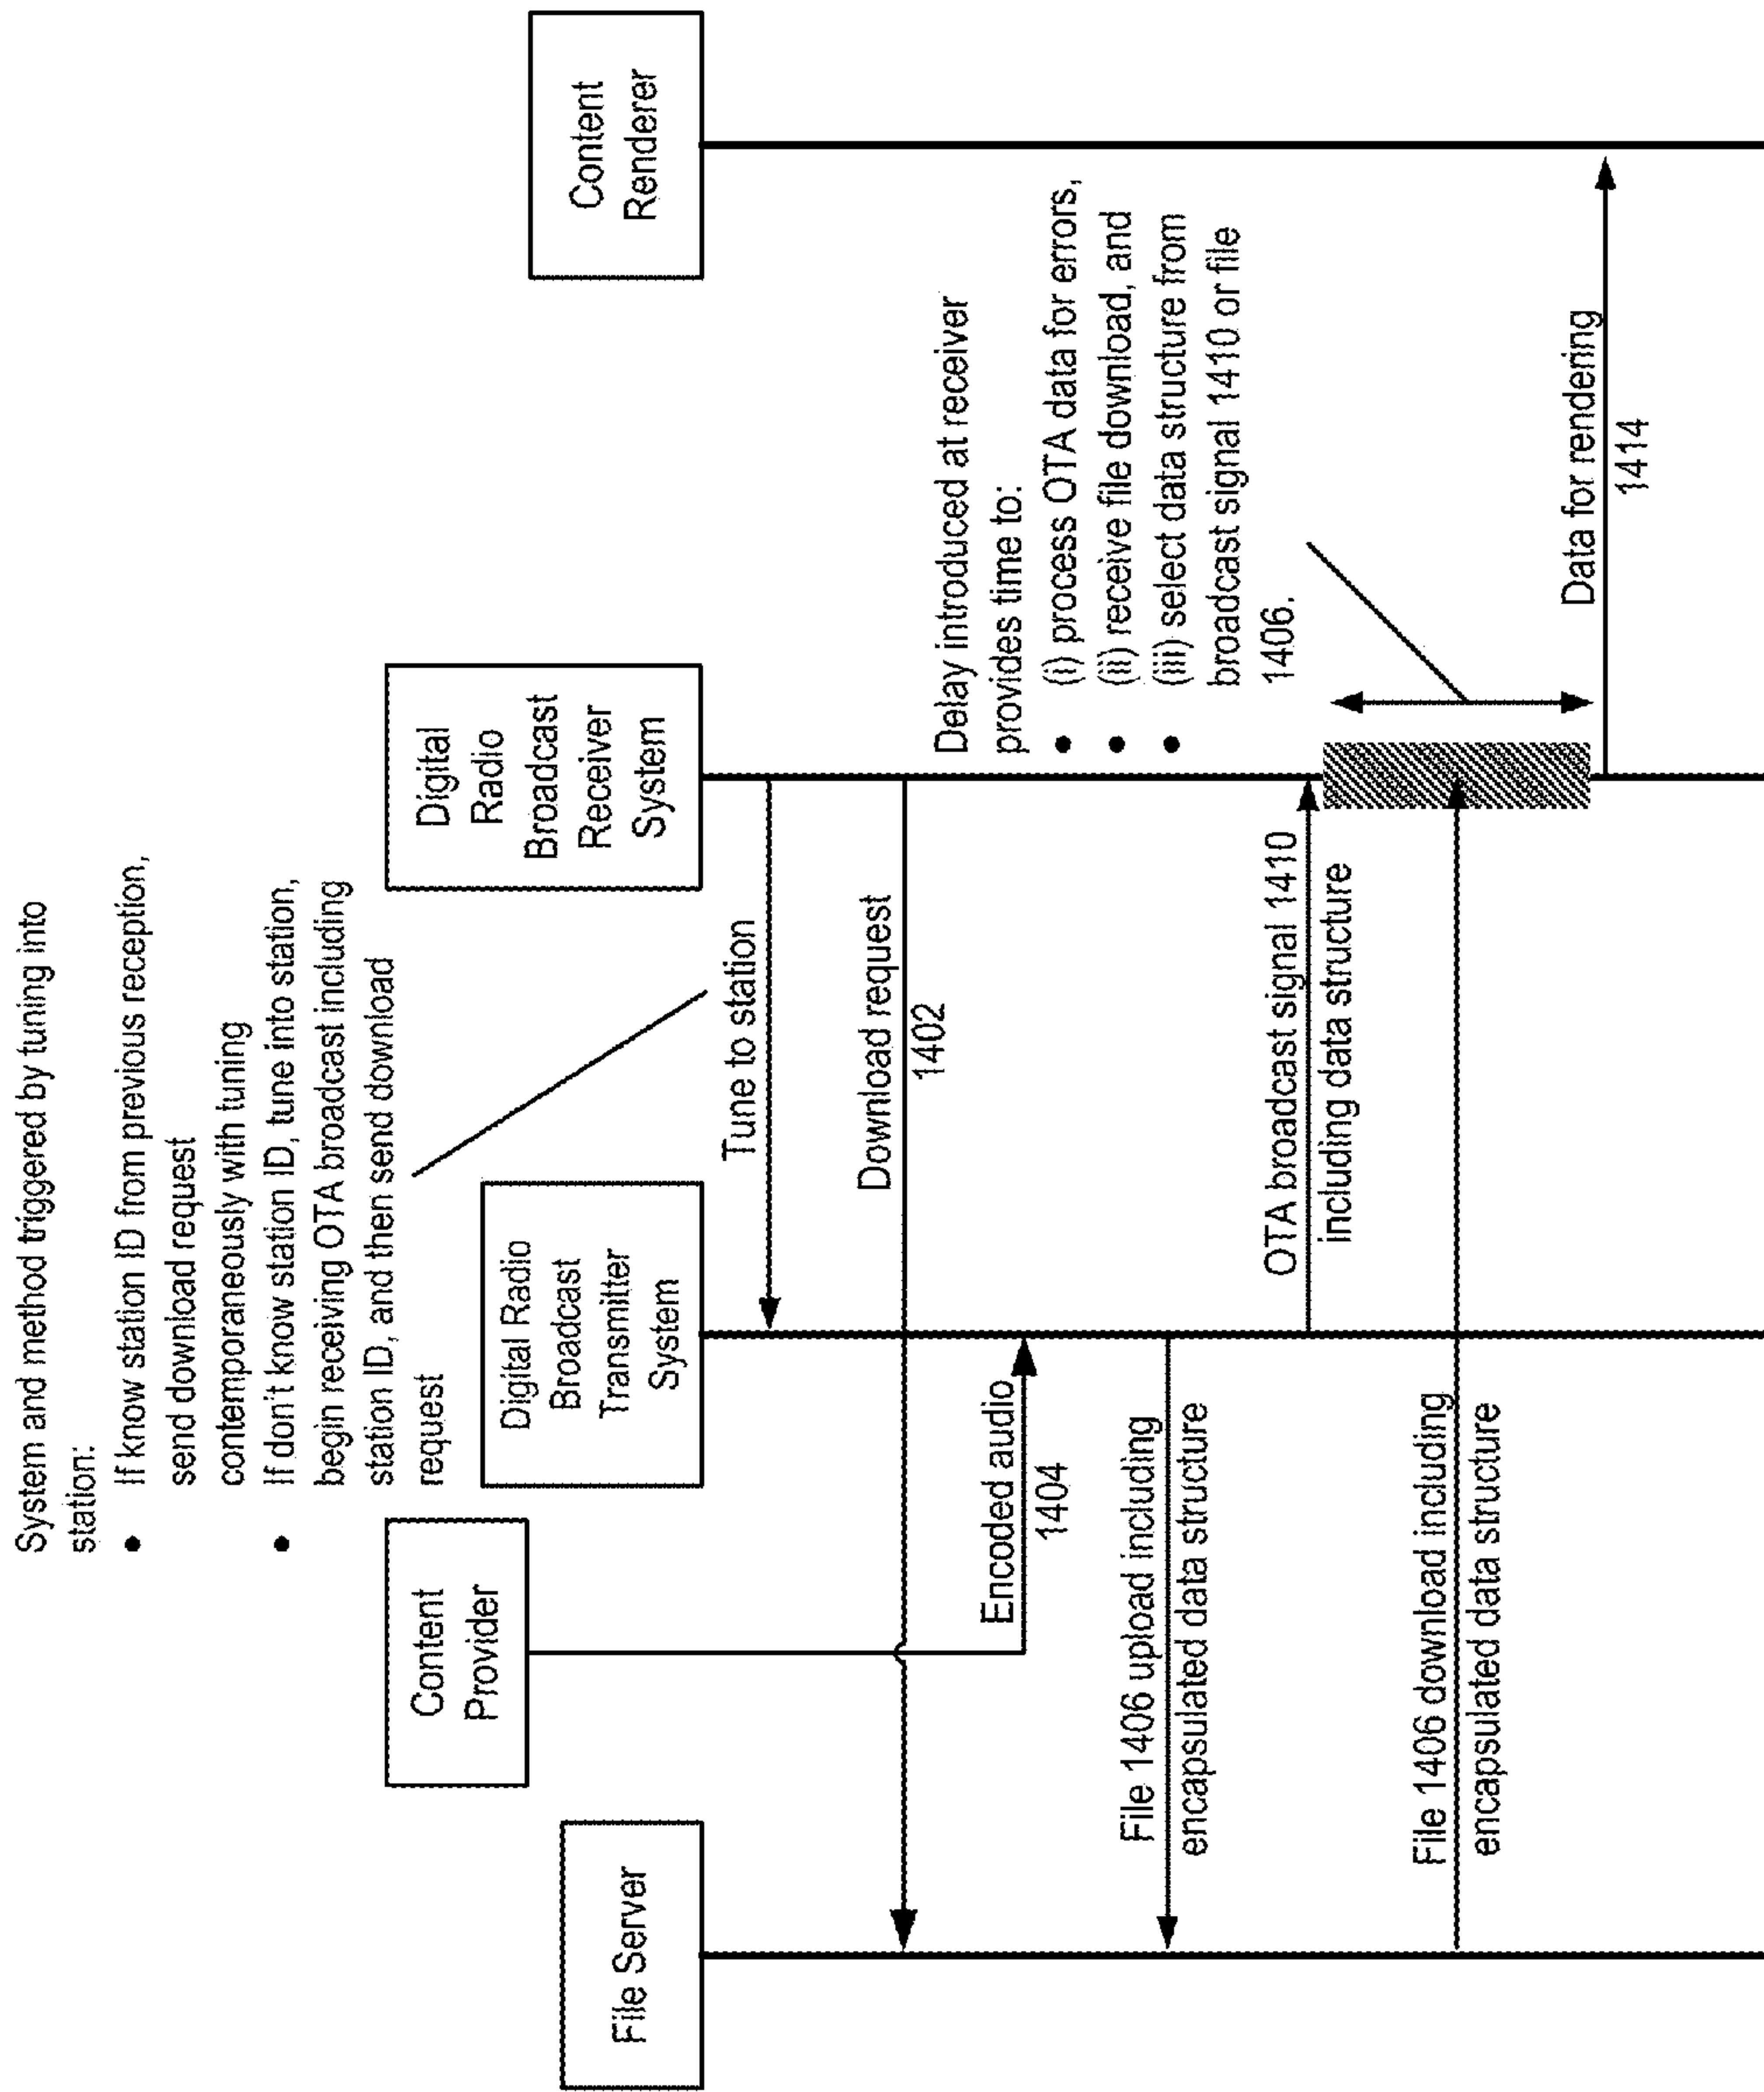 System and method triggered by tuning into
station:
• If know station ID from previous reception,
send download request
contemporaneously with tuning
• If don't know station ID, tune into station,
begin receiving OTA broadcast including
station ID, and then send download
request
File Server
Content
Provider
Digital Radio
Broadcast
Transmitter
System
Digital
Radio
Broadcast
Receiver
System
Content
Renderer
Tune to station
Download request
1402
Encoded audio
1404
File 1406 upload including
encapsulated data structure
OTA broadcast signal 1410
including data structure
File 1406 download including
encapsulated data structure
Delay introduced at receiver
provides time to:
• (i) process OTA data for errors,
• (ii) receive file download, and
• (iii) select data structure from
broadcast signal 1410 or file
1406.
Data for rendering
1414